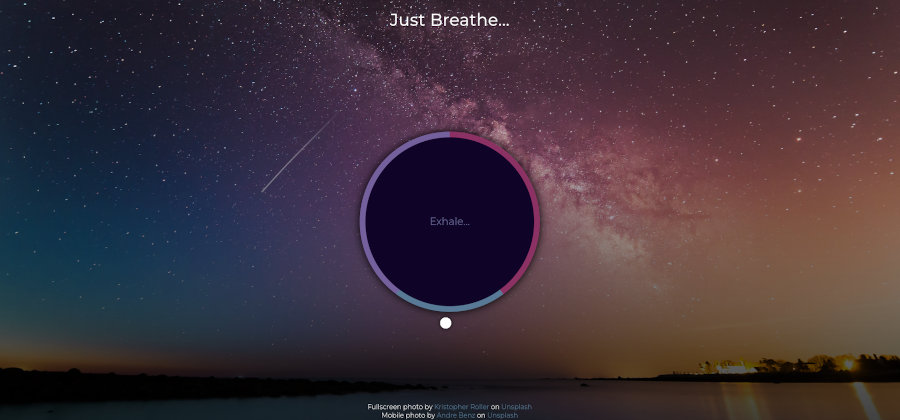 Just Breathe...
Exhale...
Fullscreen photo by Kristopher Roller on Unsplash
Mobile photo by Andre Benz on Unsplash